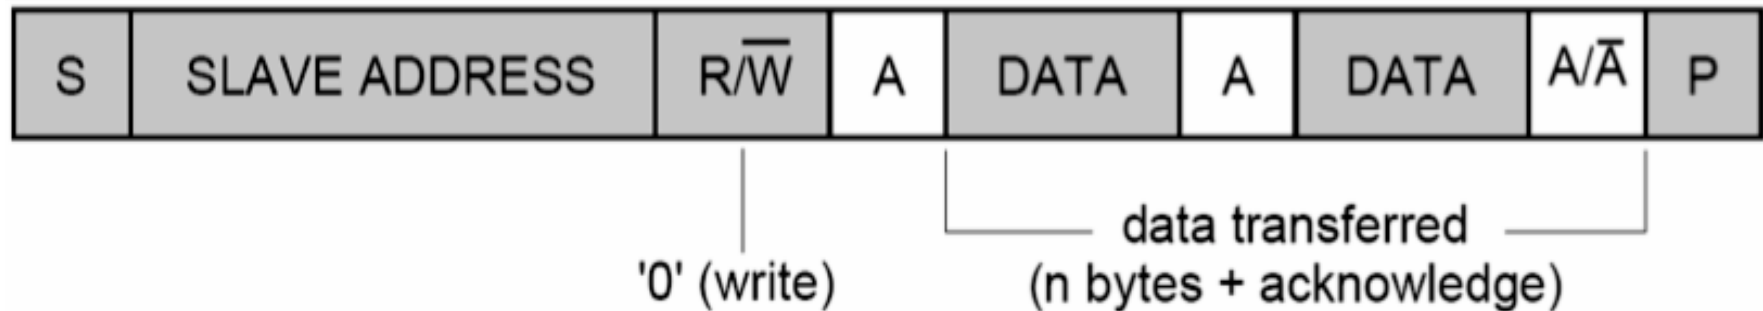 S SLAVE ADDRESS R/W̅ A DATA A DATA A/A̅ P
data transferred
'0' (write) (n bytes + acknowledge)